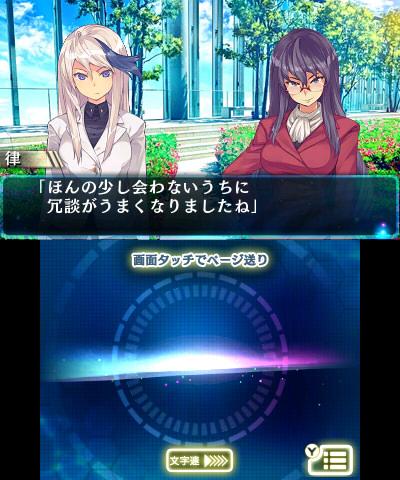 律
「ほんの少し会わないうちに
冗談がうまくなりましたね」
画面タッチでページ送り
文字速
Y